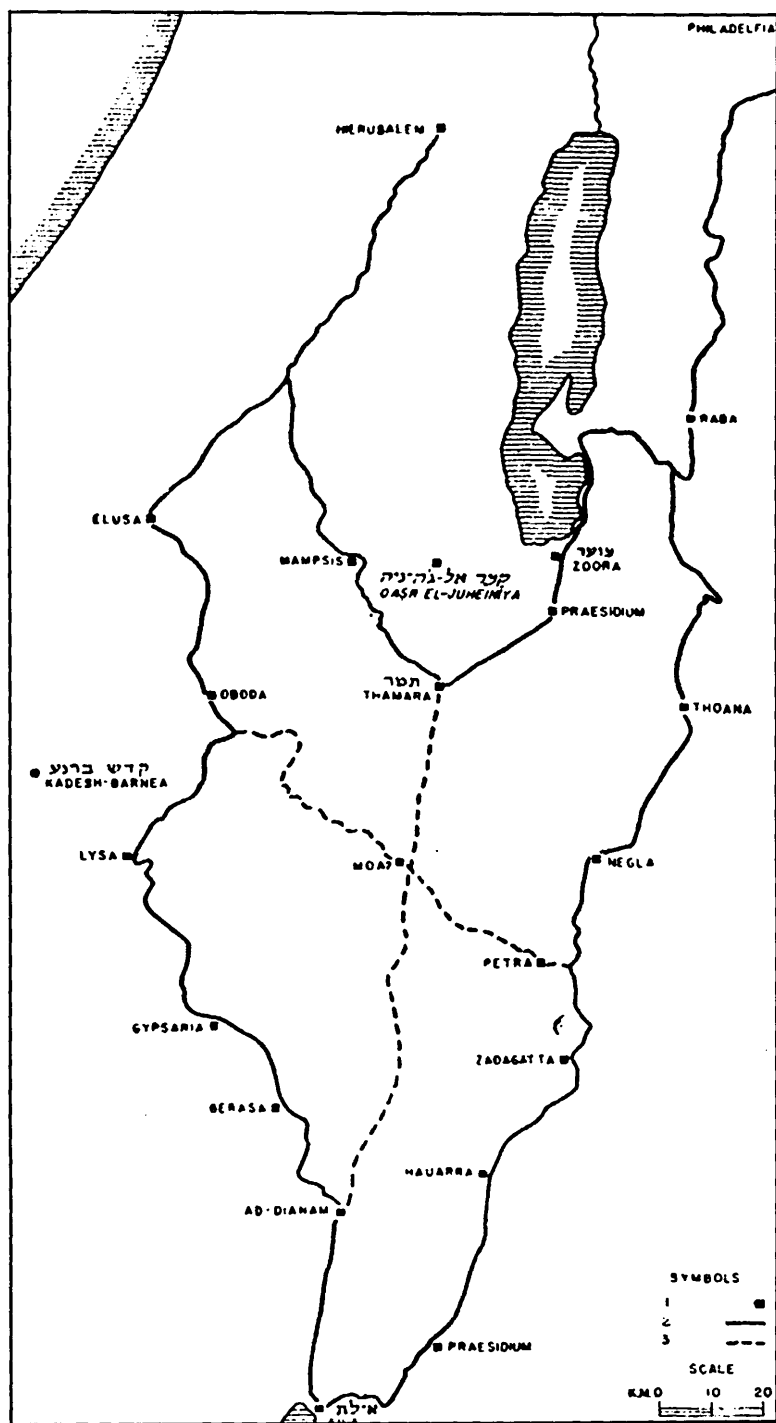 PHILADELFIA
HIERUSALEM
RABA
ELUSA
MAMPSIS
קצר אל-ג'היניה
QAṢR EL-JUHEINIYA
צוער
ZOORA
PRAESIDIUM
תמר
THAMARA
OBODA
THOANA
קדש ברנע
KADESH-BARNEA
LYSA
MOA?
NEGLA
PETRA
GYPSARIA
ZADAGATTA
GERASA
HAUARRA
AD-DIANAM
SYMBOLS
1
2
3
PRAESIDIUM
SCALE
KM.0 10 20
אילת